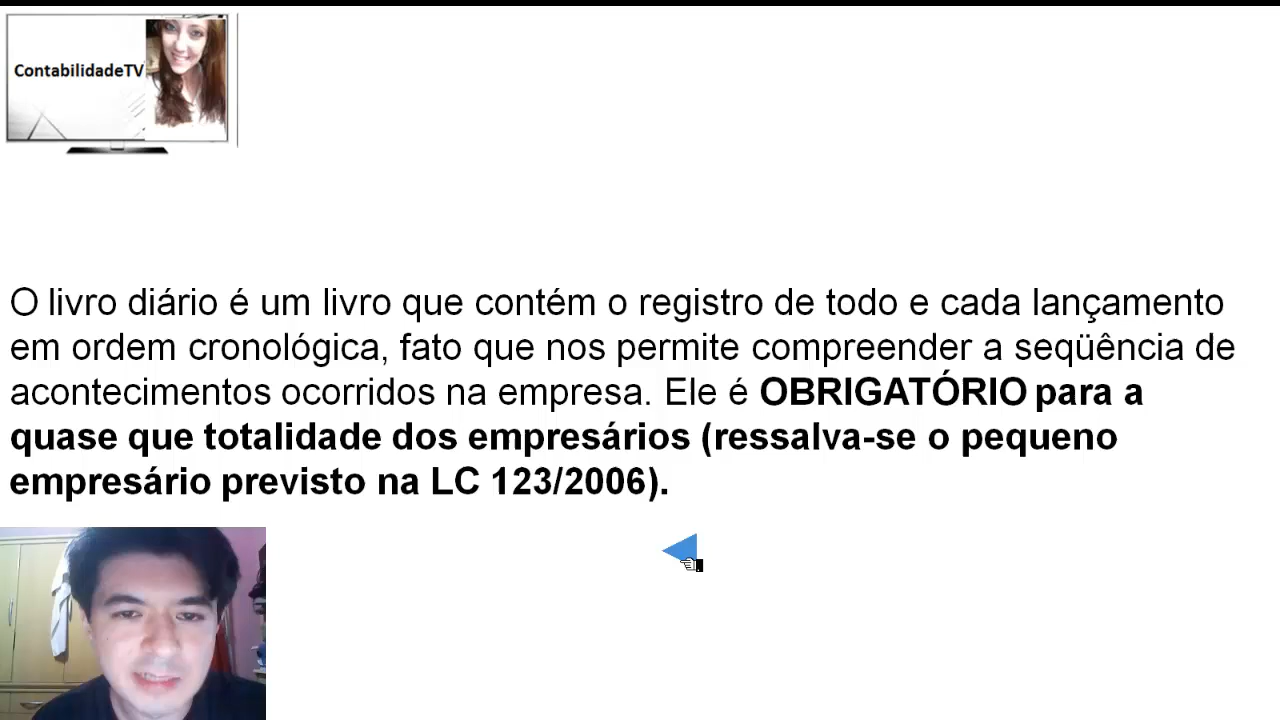 ContabilidadeTV
O livro diário é um livro que contém o registro de todo e cada lançamento
em ordem cronológica, fato que nos permite compreender a seqüência de
acontecimentos ocorridos na empresa. Ele é OBRIGATÓRIO para a
quase que totalidade dos empresários (ressalva-se o pequeno
empresário previsto na LC 123/2006).